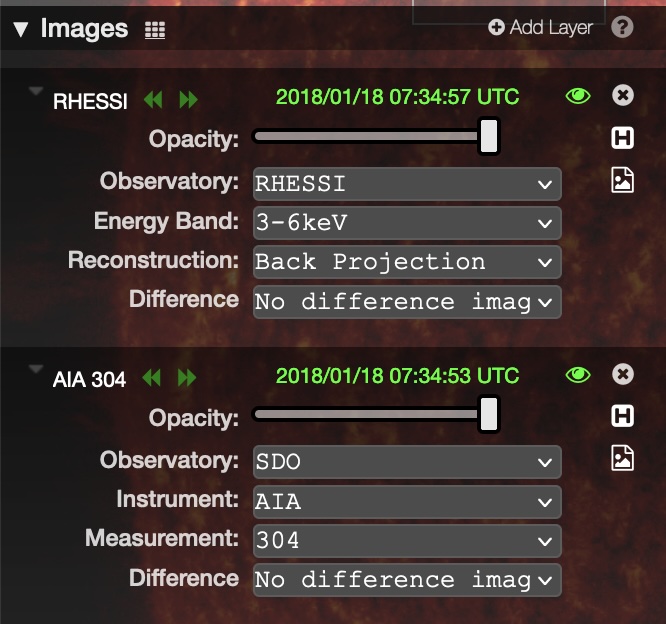 ▼ Images Add Layer ?
RHESSI 2018/01/18 07:34:57 UTC
Opacity: H
Observatory: RHESSI
Energy Band: 3-6keV
Reconstruction: Back Projection
Difference No difference imag
AIA 304 2018/01/18 07:34:53 UTC
Opacity: H
Observatory: SDO
Instrument: AIA
Measurement: 304
Difference No difference imag